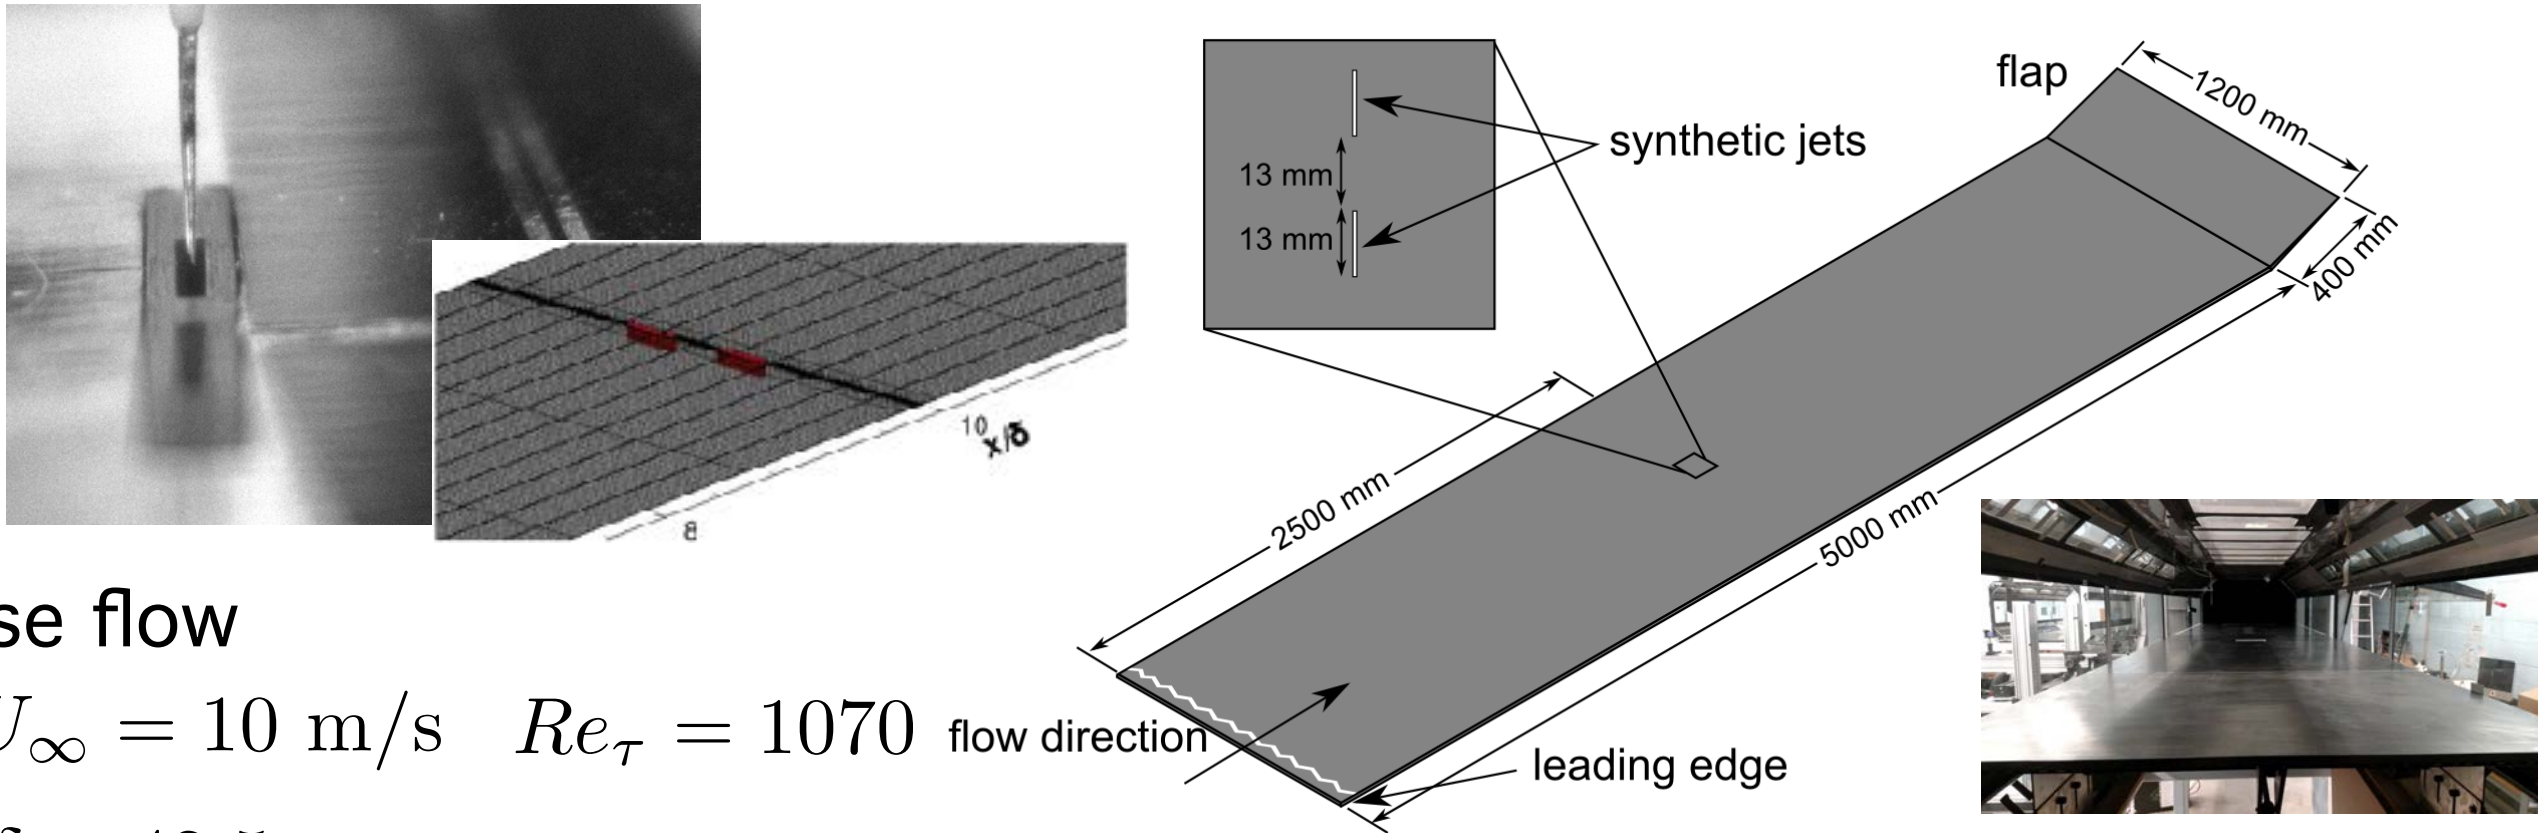 flap
1200 mm
synthetic jets
13 mm
13 mm
400 mm
10
x/δ
8
2500 mm
5000 mm
se flow
U∞ = 10 m/s Reτ = 1070
flow direction
leading edge